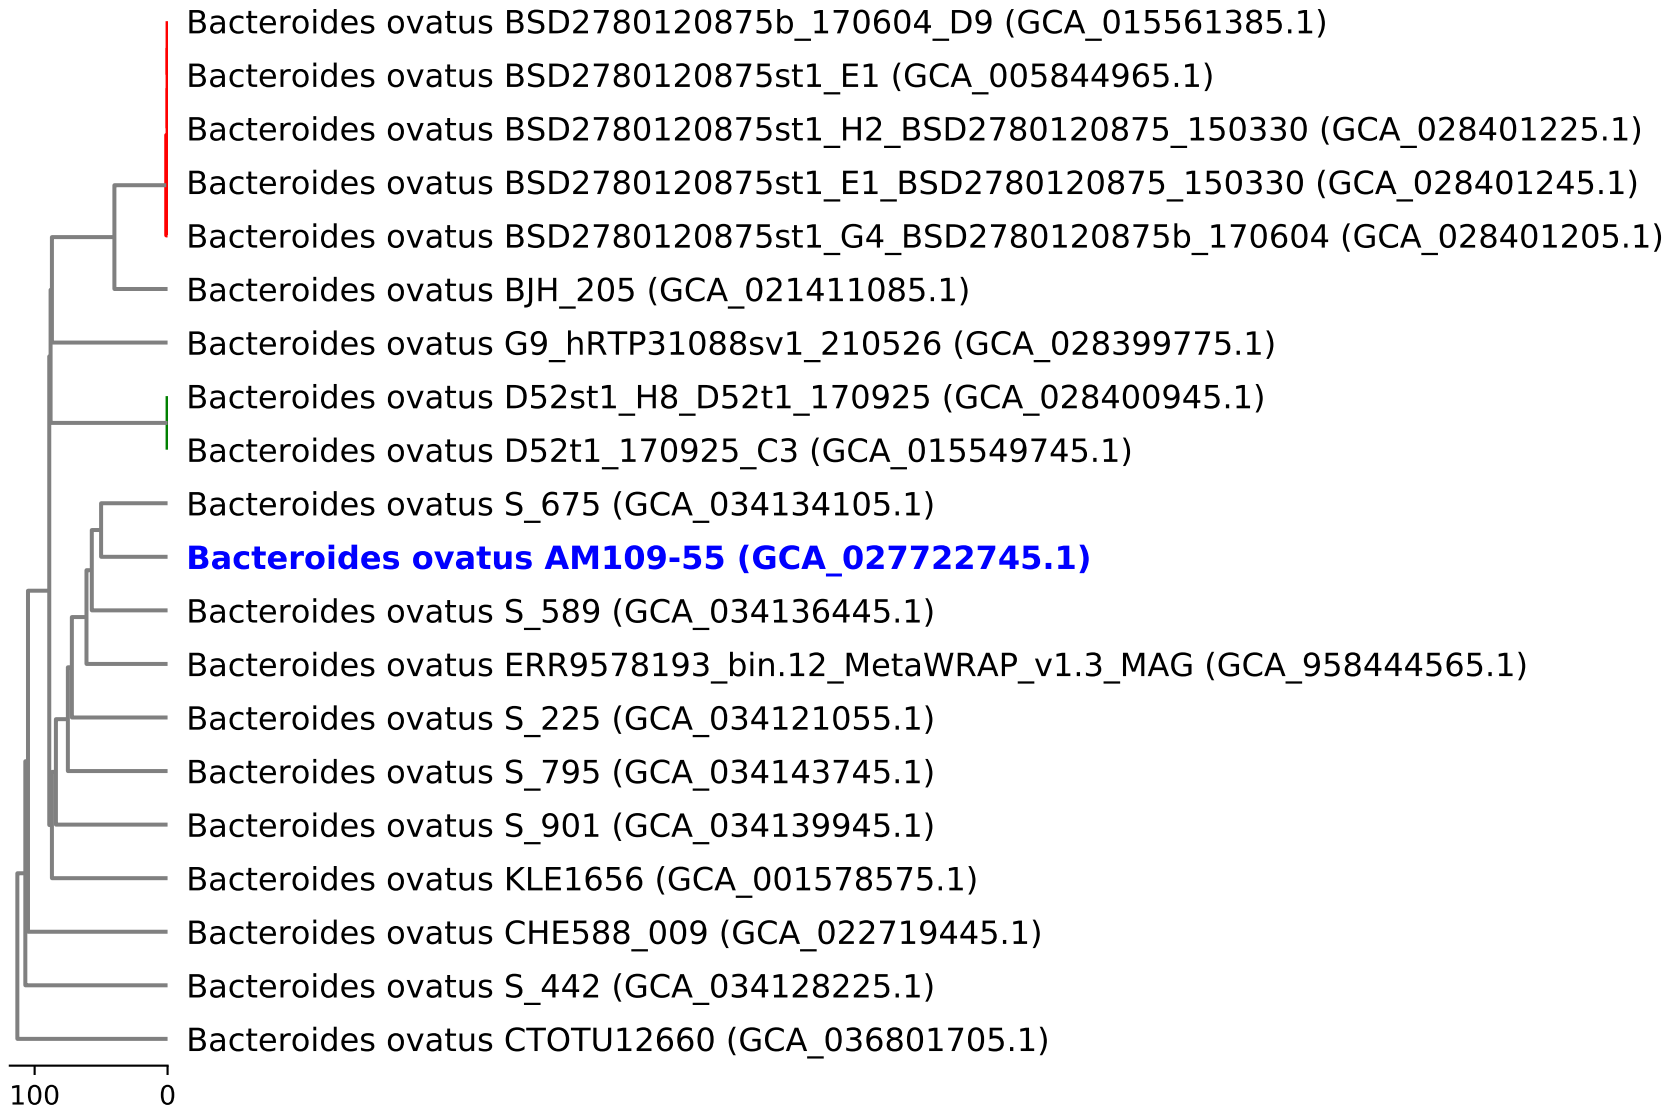 Bacteroides ovatus BSD2780120875b_170604_D9 (GCA_015561385.1)
Bacteroides ovatus BSD2780120875st1_E1 (GCA_005844965.1)
Bacteroides ovatus BSD2780120875st1_H2_BSD2780120875_150330 (GCA_028401225.1)
Bacteroides ovatus BSD2780120875st1_E1_BSD2780120875_150330 (GCA_028401245.1)
Bacteroides ovatus BSD2780120875st1_G4_BSD2780120875b_170604 (GCA_028401205.1)
Bacteroides ovatus BJH_205 (GCA_021411085.1)
Bacteroides ovatus G9_hRTP31088sv1_210526 (GCA_028399775.1)
Bacteroides ovatus D52st1_H8_D52t1_170925 (GCA_028400945.1)
Bacteroides ovatus D52t1_170925_C3 (GCA_015549745.1)
Bacteroides ovatus S_675 (GCA_034134105.1)
Bacteroides ovatus AM109-55 (GCA_027722745.1)
Bacteroides ovatus S_589 (GCA_034136445.1)
Bacteroides ovatus ERR9578193_bin.12_MetaWRAP_v1.3_MAG (GCA_958444565.1)
Bacteroides ovatus S_225 (GCA_034121055.1)
Bacteroides ovatus S_795 (GCA_034143745.1)
Bacteroides ovatus S_901 (GCA_034139945.1)
Bacteroides ovatus KLE1656 (GCA_001578575.1)
Bacteroides ovatus CHE588_009 (GCA_022719445.1)
Bacteroides ovatus S_442 (GCA_034128225.1)
Bacteroides ovatus CTOTU12660 (GCA_036801705.1)
100 0